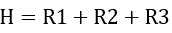 H = R1 + R2 + R3